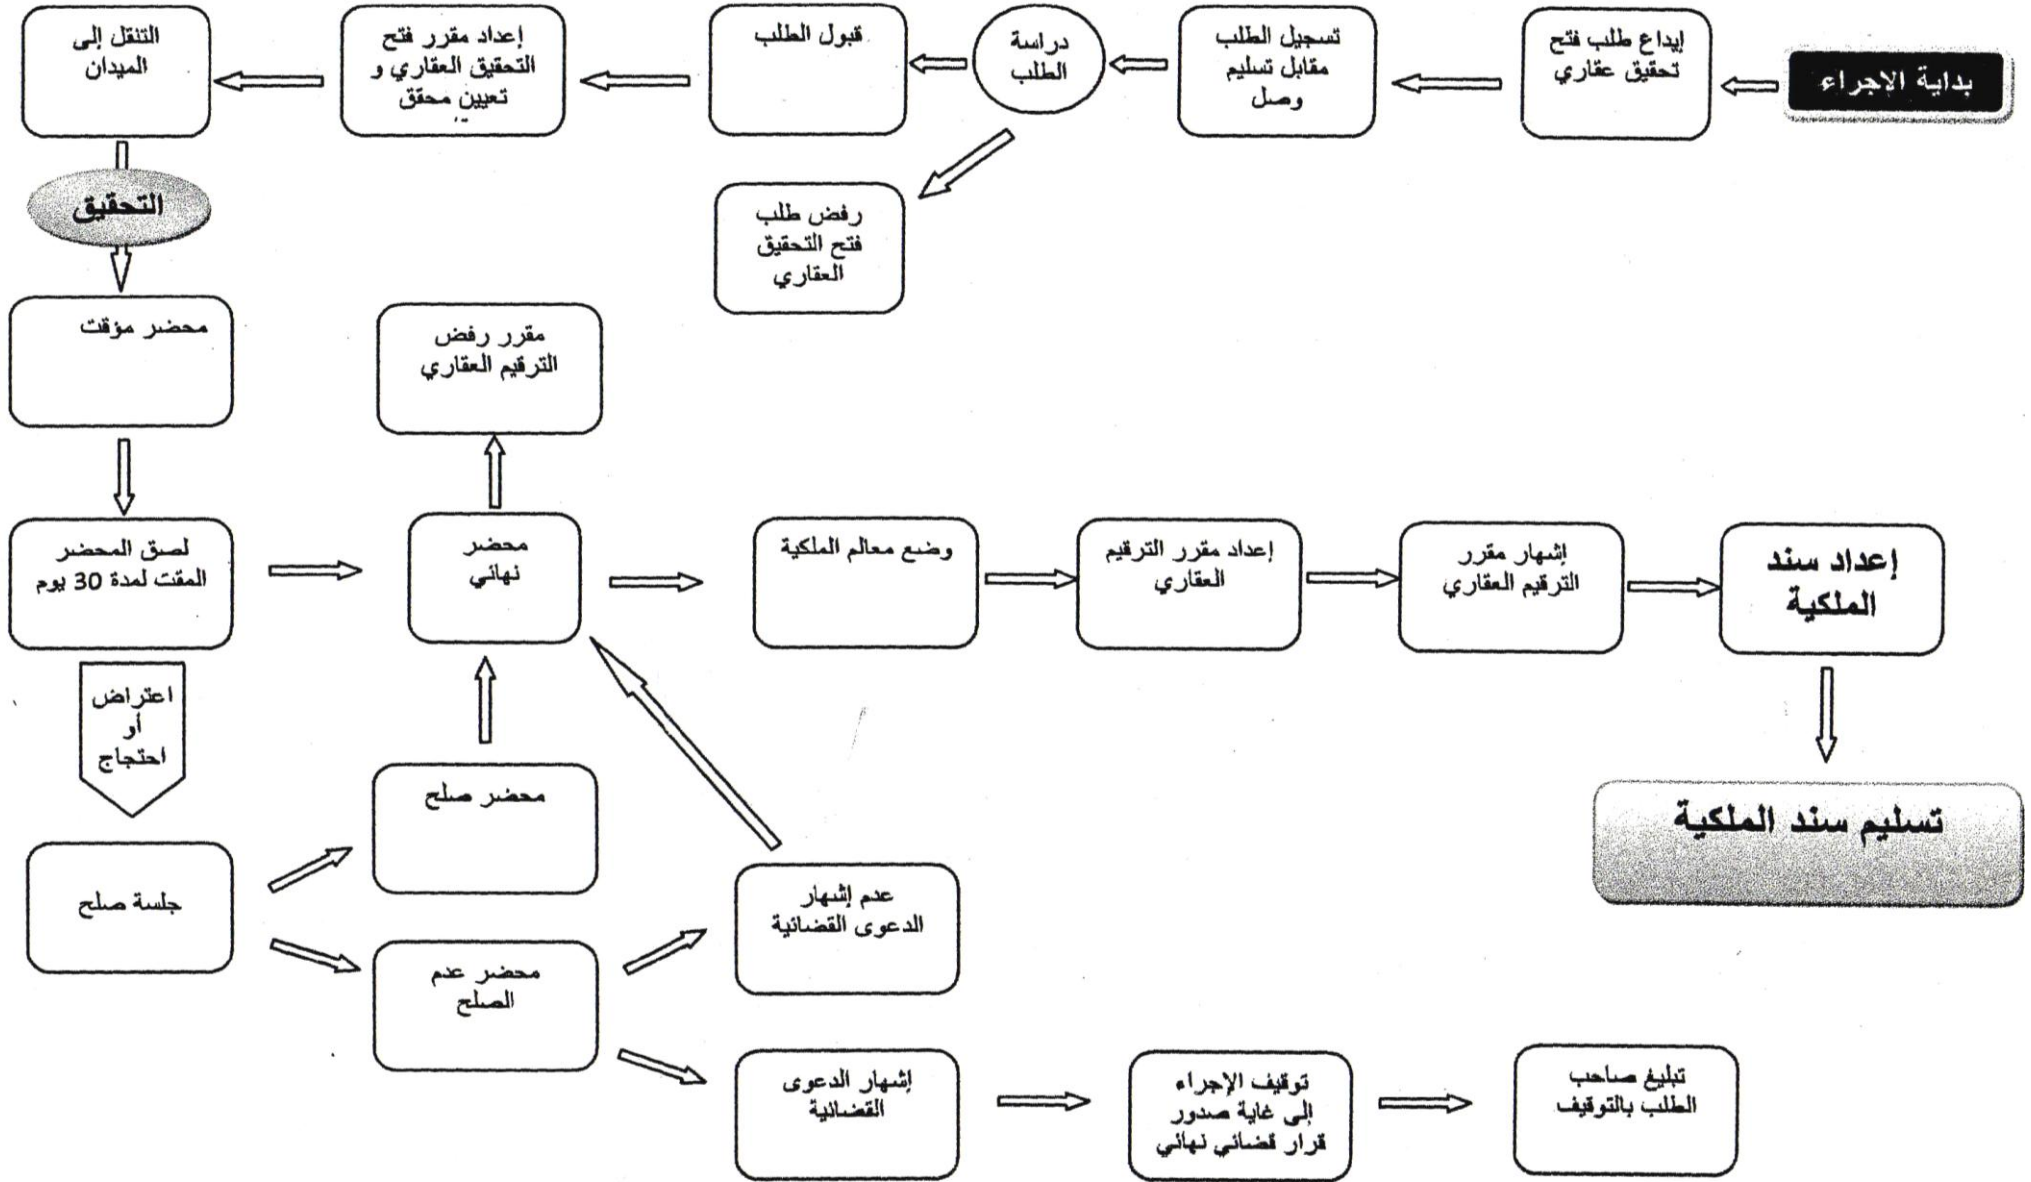 بداية الاجراء
إيداع طلب فتح
تحقيق عقاري
تسجيل الطلب
مقابل تسليم
وصل
دراسة
الطلب
قبول الطلب
إعداد مقرر فتح
التحقيق العقاري و
تعيين محقق
التنقل إلى
الميدان
رفض طلب
فتح التحقيق
العقاري
التحقيق
محضر مؤقت
مقرر رفض
الترقيم العقاري
لصق المحضر
المقت لمدة 30 يوم
محضر
نهائي
وضع معالم الملكية
إعداد مقرر الترقيم
العقاري
إشهار مقرر
الترقيم العقاري
إعداد سند
الملكية
اعتراض
أو
احتجاج
تسليم سند الملكية
محضر صلح
جلسة صلح
عدم إشهار
الدعوى القضائية
محضر عدم
الصلح
إشهار الدعوى
القضائية
توقيف الإجراء
إلى غاية صدور
قرار قضائي نهائي
تبليغ صاحب
الطلب بالتوقيف